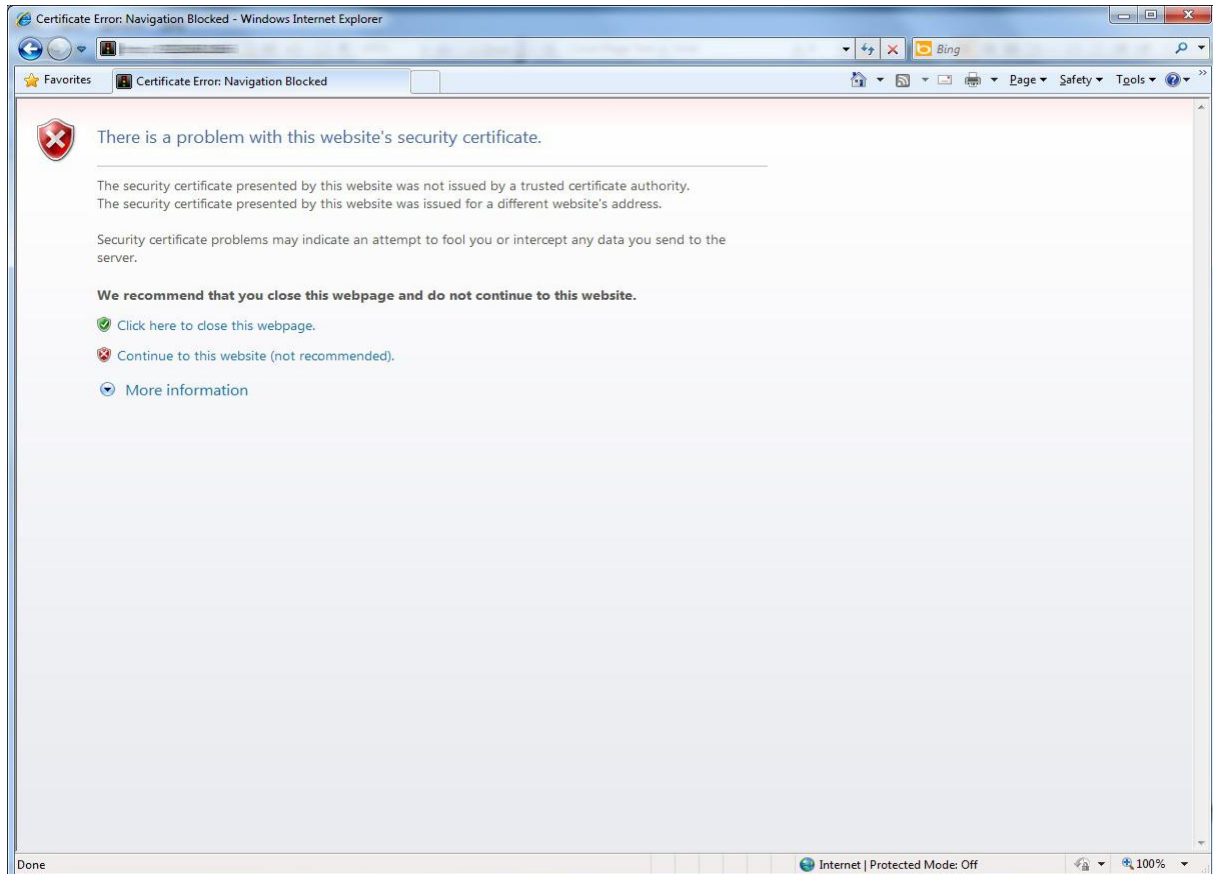 Certificate Error: Navigation Blocked - Windows Internet Explorer
Bing
Favorites
Certificate Error: Navigation Blocked
Page
Safety
Tools
There is a problem with this website's security certificate.
The security certificate presented by this website was not issued by a trusted certificate authority.
The security certificate presented by this website was issued for a different website's address.
Security certificate problems may indicate an attempt to fool you or intercept any data you send to the
server.
We recommend that you close this webpage and do not continue to this website.
Click here to close this webpage.
Continue to this website (not recommended).
More information
Done
Internet | Protected Mode: Off
100%